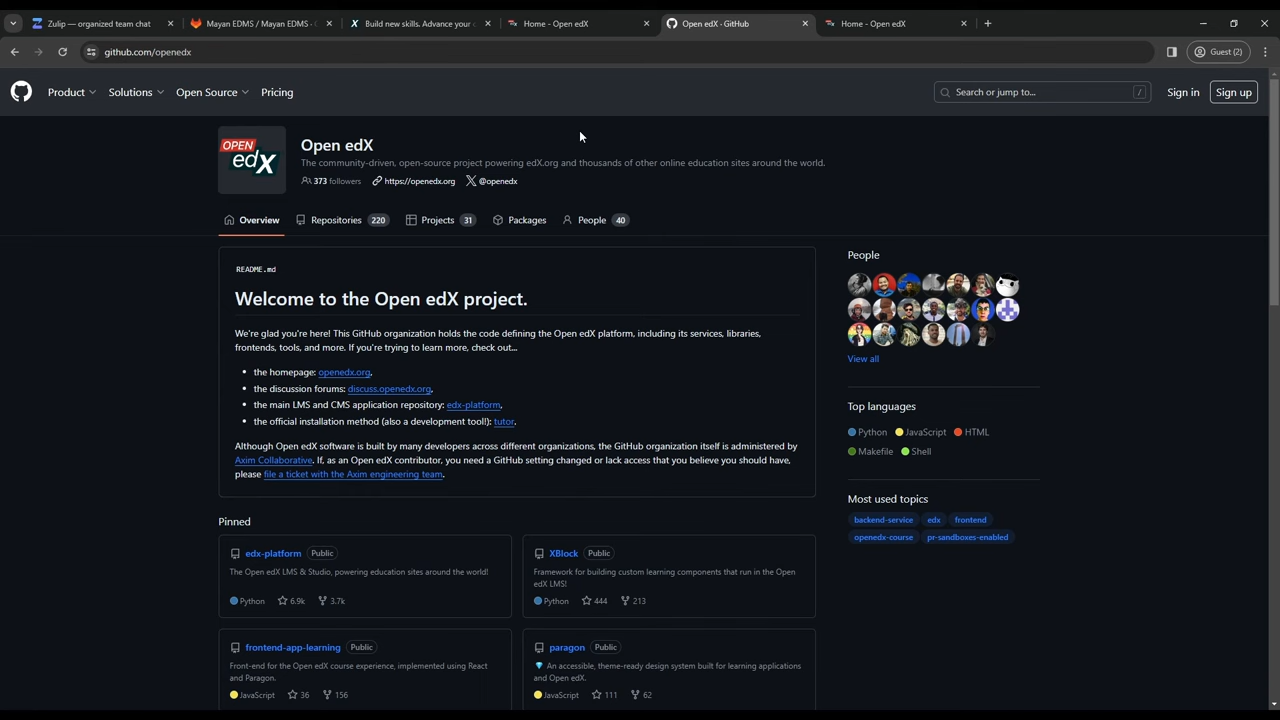 Zulip — organized team chat
Mayan EDMS / Mayan EDMS ·
Build new skills. Advance your
Home - Open edX
Open edX · GitHub
Home - Open edX
github.com/openedx
Guest (2)
Product
Solutions
Open Source
Pricing
Search or jump to...
/
Sign in
Sign up
OPEN
edX
Open edX
The community-driven, open-source project powering edX.org and thousands of other online education sites around the world.
373 followers
https://openedx.org
@openedx
Overview
Repositories 220
Projects 31
Packages
People 40
README.md
Welcome to the Open edX project.
We're glad you're here! This GitHub organization holds the code defining the Open edX platform, including its services, libraries,
frontends, tools, and more. If you're trying to learn more, check out...
• the homepage: openedx.org,
• the discussion forums: discuss.openedx.org,
• the main LMS and CMS application repository: edx-platform,
• the official installation method (also a development tool!): tutor.
Although Open edX software is built by many developers across different organizations, the GitHub organization itself is administered by
Axim Collaborative. If, as an Open edX contributor, you need a GitHub setting changed or lack access that you believe you should have,
please file a ticket with the Axim engineering team.
People
View all
Top languages
Python JavaScript HTML
Makefile Shell
Most used topics
backend-service edx frontend
openedx-course pr-sandboxes-enabled
Pinned
edx-platform Public
The Open edX LMS & Studio, powering education sites around the world!
Python 6.9k 3.7k
XBlock Public
Framework for building custom learning components that run in the Open
edX LMS!
Python 444 213
frontend-app-learning Public
Front-end for the Open edX course experience, implemented using React
and Paragon.
JavaScript 36 156
paragon Public
💎 An accessible, theme-ready design system built for learning applications
and Open edX.
JavaScript 111 62